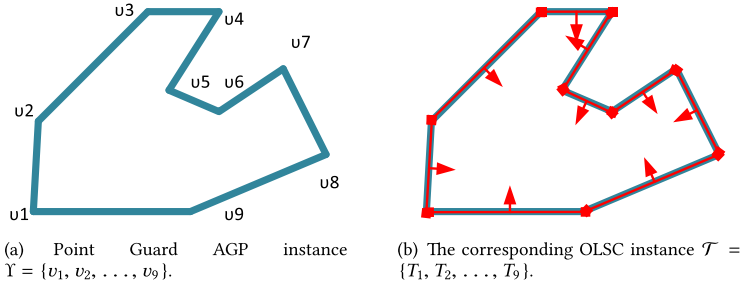 υ3
υ4
υ7
υ5 υ6
υ2
υ8
υ1
υ9
(a) Point Guard AGP instance
ϒ = {υ1, υ2, . . . , υ9}.
(b) The corresponding OLSC instance 𝒯 =
{T1, T2, . . . , T9}.